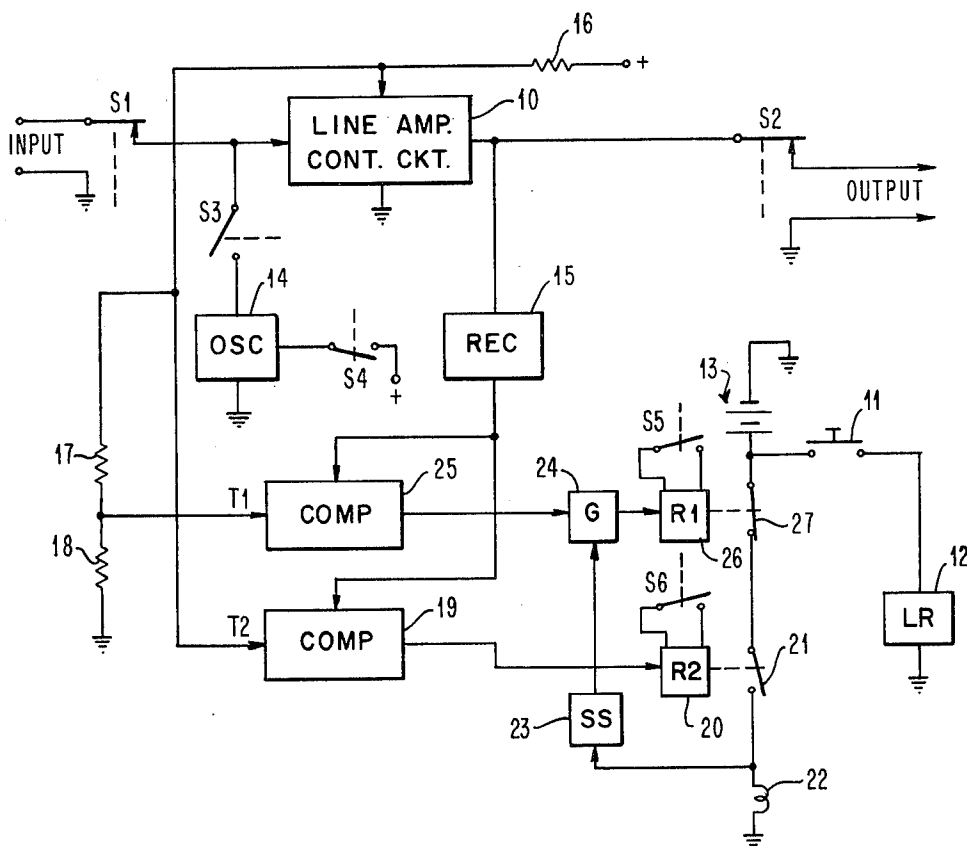 16
+
S1
10
S2
INPUT
LINE AMP.
CONT. CKT.
OUTPUT
S3
14
15
OSC
S4
+
REC
13
11
17
25
24
S5
T1
COMP
G
R1
27
18
26
12
S6
19
LR
T2
COMP
21
R2
23
SS
20
22